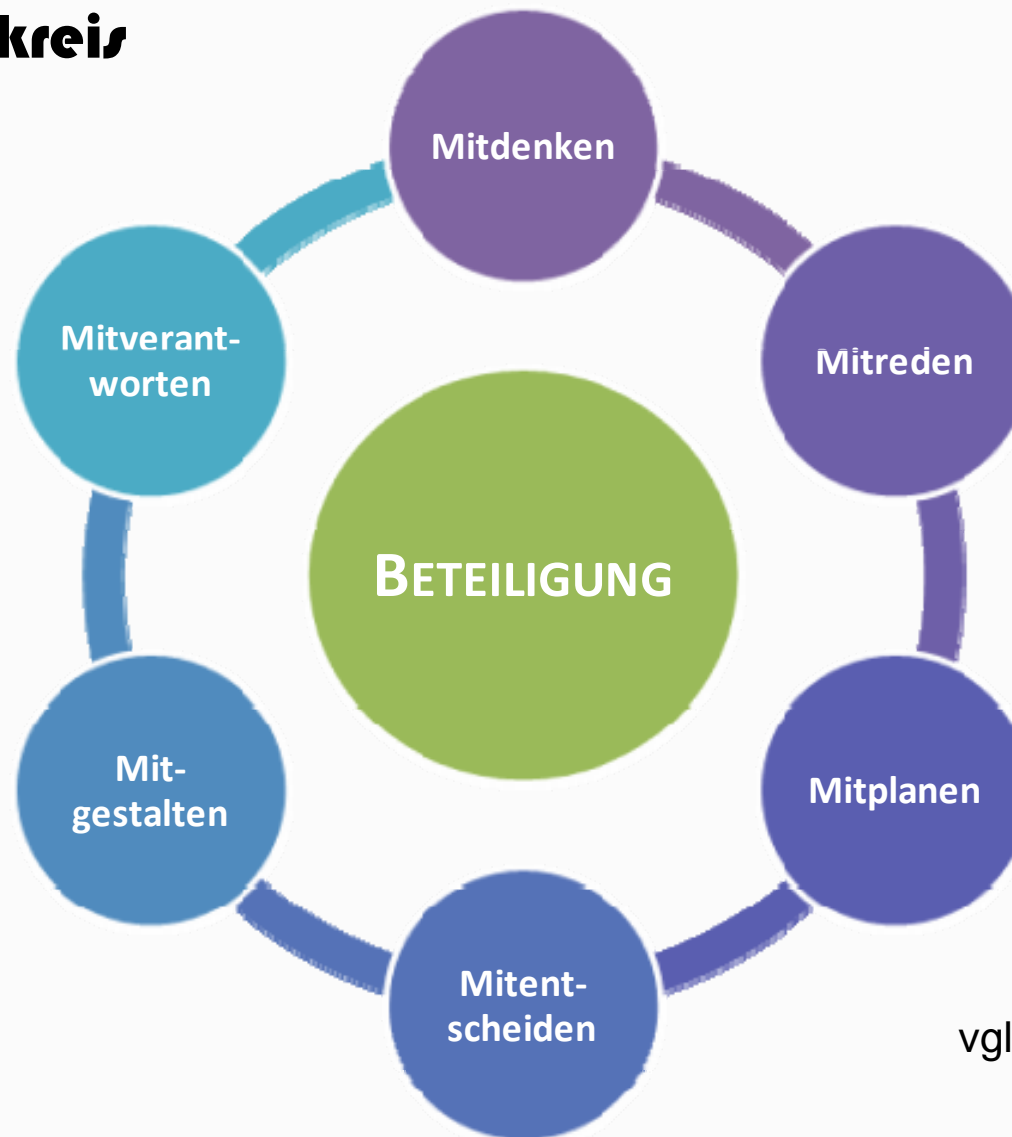 kreis
Mitdenken
Mitreden
Mitplanen
Mitent-
scheiden
Mit-
gestalten
Mitverant-
worten
BETEILIGUNG
vgl